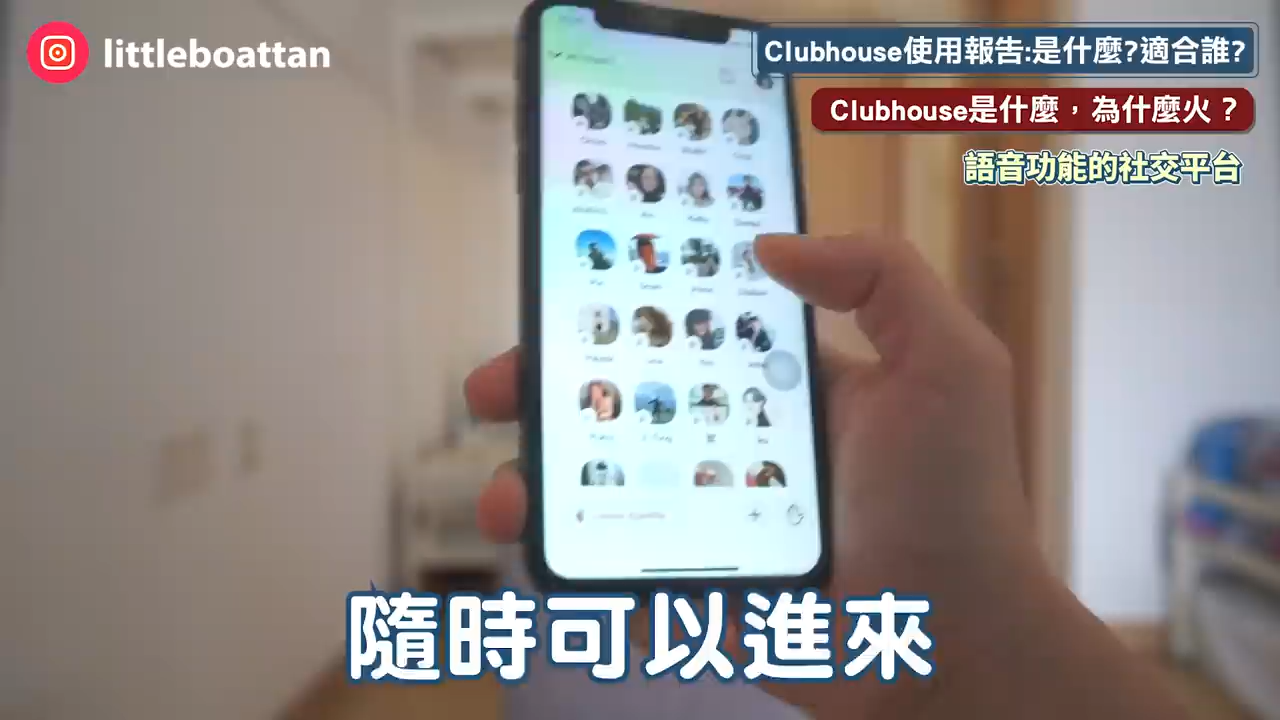 littleboattan
Clubhouse使用報告:是什麼?適合誰?
Clubhouse是什麼，為什麼火？
語音功能的社交平台
隨時可以進來